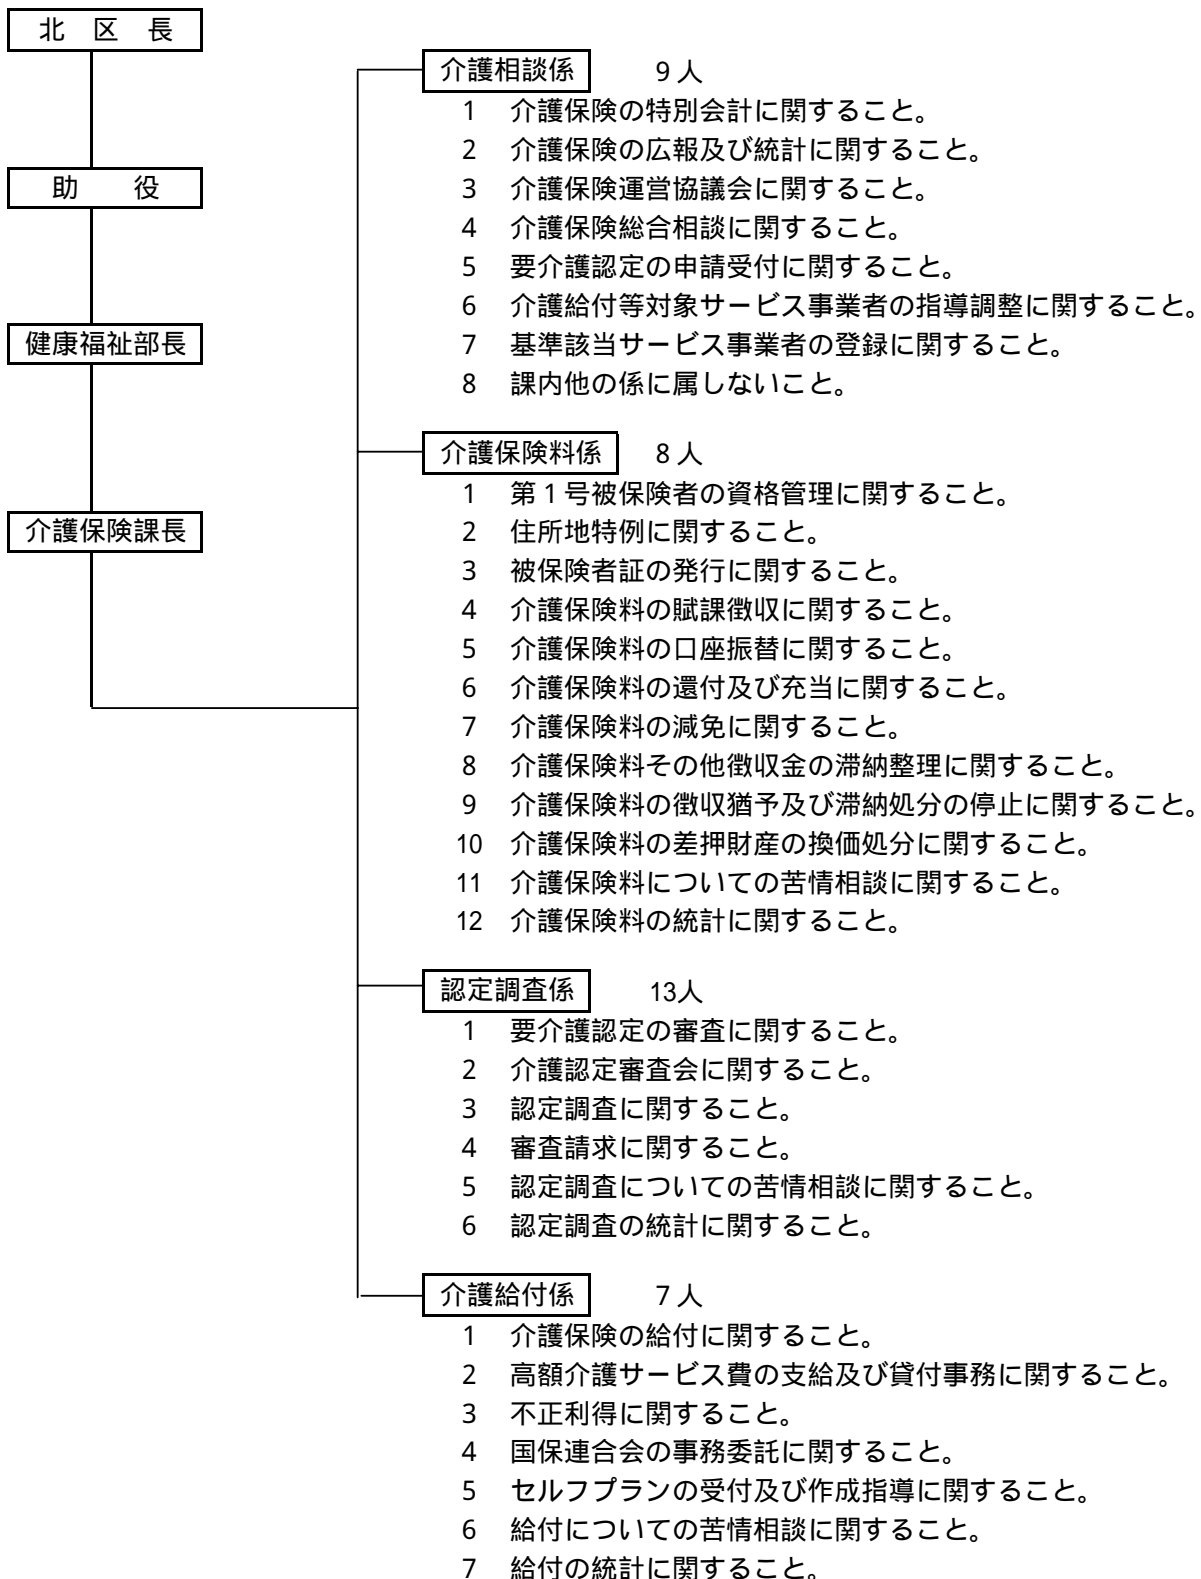 北　区　長
助　　役
健康福祉部長
介護保険課長
介護相談係　9人
1　介護保険の特別会計に関すること。
2　介護保険の広報及び統計に関すること。
3　介護保険運営協議会に関すること。
4　介護保険総合相談に関すること。
5　要介護認定の申請受付に関すること。
6　介護給付等対象サービス事業者の指導調整に関すること。
7　基準該当サービス事業者の登録に関すること。
8　課内他の係に属しないこと。
介護保険料係　8人
1　第1号被保険者の資格管理に関すること。
2　住所地特例に関すること。
3　被保険者証の発行に関すること。
4　介護保険料の賦課徴収に関すること。
5　介護保険料の口座振替に関すること。
6　介護保険料の還付及び充当に関すること。
7　介護保険料の減免に関すること。
8　介護保険料その他徴収金の滞納整理に関すること。
9　介護保険料の徴収猶予及び滞納処分の停止に関すること。
10　介護保険料の差押財産の換価処分に関すること。
11　介護保険料についての苦情相談に関すること。
12　介護保険料の統計に関すること。
認定調査係　13人
1　要介護認定の審査に関すること。
2　介護認定審査会に関すること。
3　認定調査に関すること。
4　審査請求に関すること。
5　認定調査についての苦情相談に関すること。
6　認定調査の統計に関すること。
介護給付係　7人
1　介護保険の給付に関すること。
2　高額介護サービス費の支給及び貸付事務に関すること。
3　不正利得に関すること。
4　国保連合会の事務委託に関すること。
5　セルフプランの受付及び作成指導に関すること。
6　給付についての苦情相談に関すること。
7　給付の統計に関すること。